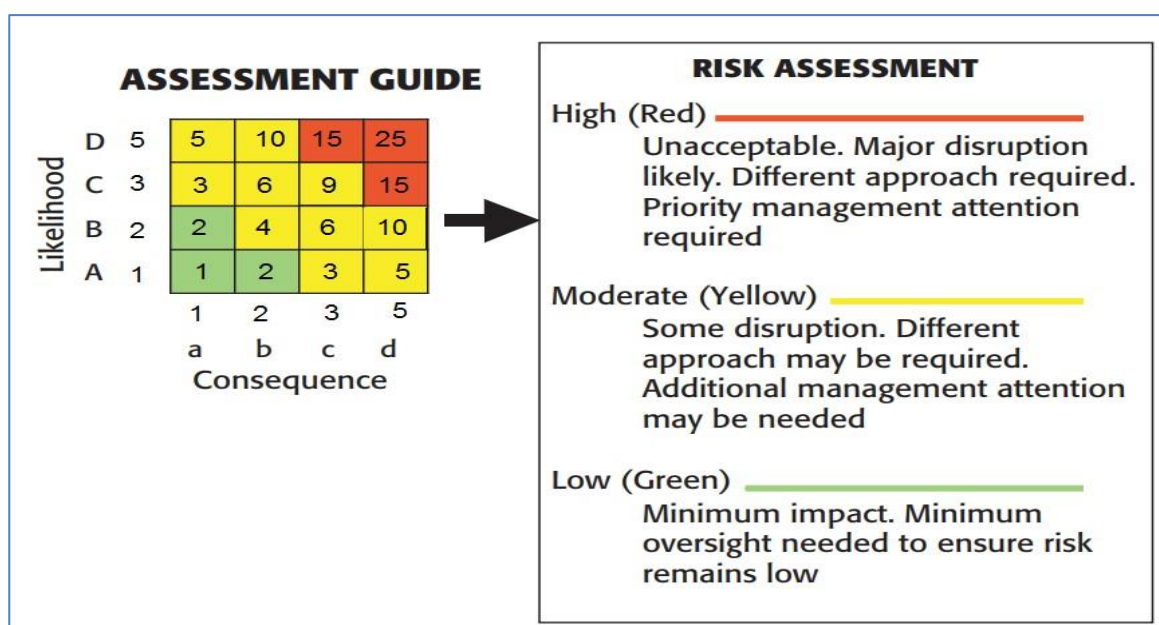 ASSESSMENT GUIDE
Likelihood
D 5 5 10 15 25
C 3 3 6 9 15
B 2 2 4 6 10
A 1 1 2 3 5
1 2 3 5
a b c d
Consequence
RISK ASSESSMENT
High (Red)
Unacceptable. Major disruption
likely. Different approach required.
Priority management attention
required
Moderate (Yellow)
Some disruption. Different
approach may be required.
Additional management attention
may be needed
Low (Green)
Minimum impact. Minimum
oversight needed to ensure risk
remains low